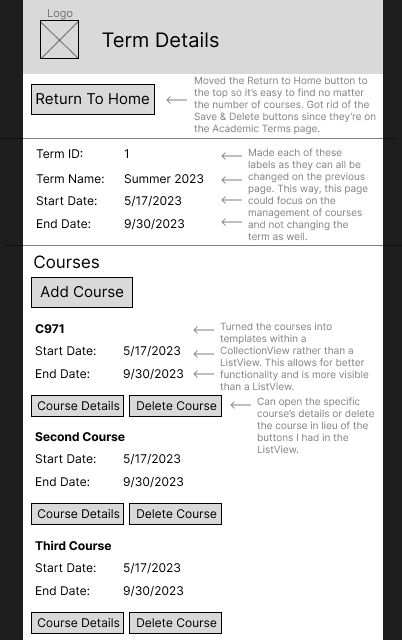 Logo
Term Details
Return To Home
Moved the Return to Home button to
the top so it's easy to find no matter
the number of courses. Got rid of the
Save & Delete buttons since they're on
the Academic Terms page.
Term ID: 1
Term Name: Summer 2023
Start Date: 5/17/2023
End Date: 9/30/2023
Made each of these
labels as they can all be
changed on the previous
page. This way, this page
could focus on the
management of courses
and not changing the
term as well.
Courses
Add Course
C971
Start Date: 5/17/2023
End Date: 9/30/2023
Turned the courses into
templates within a
CollectionView rather than a
ListView. This allows for better
functionality and is more visible
than a ListView.
Course Details Delete Course
Can open the specific
course's details or delete
the course in lieu of the
buttons I had in the
ListView.
Second Course
Start Date: 5/17/2023
End Date: 9/30/2023
Course Details Delete Course
Third Course
Start Date: 5/17/2023
End Date: 9/30/2023
Course Details Delete Course